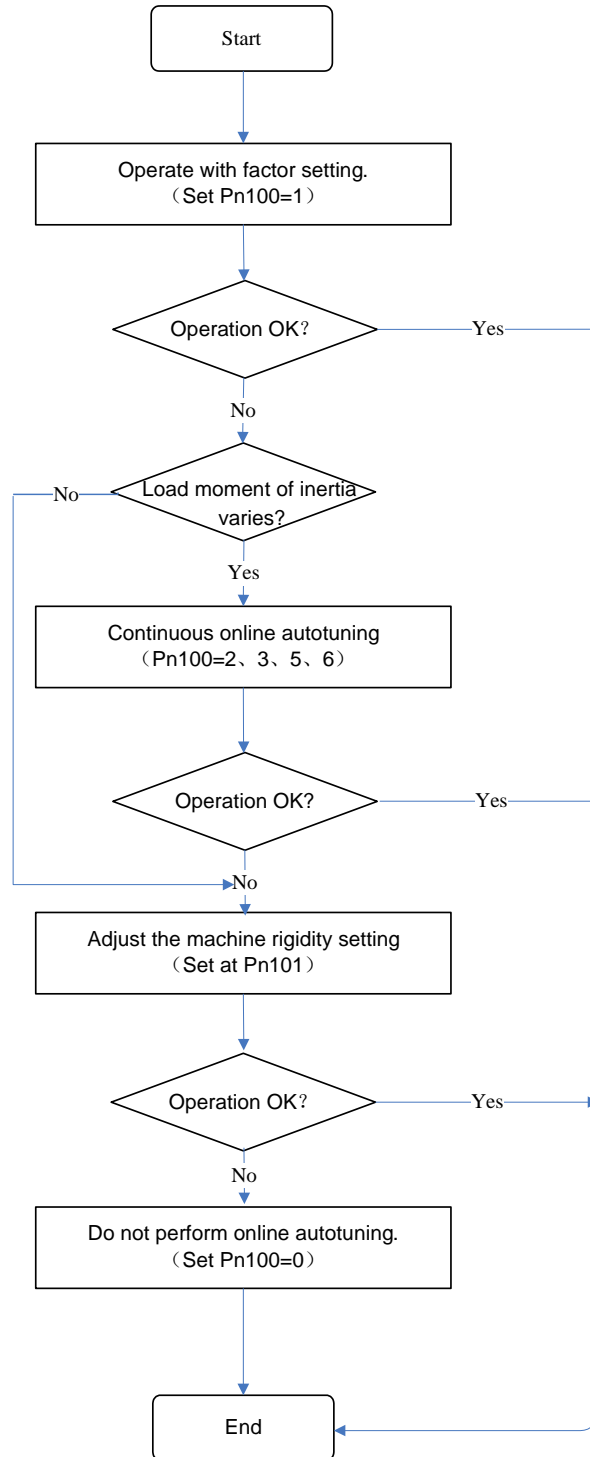 Start
Operate with factor setting.
（Set Pn100=1）
Operation OK？
Yes
No
Load moment of inertia
varies?
No
Yes
Continuous online autotuning
（Pn100=2、3、5、6）
Operation OK?
Yes
No
Adjust the machine rigidity setting
（Set at Pn101）
Operation OK？
Yes
No
Do not perform online autotuning.
（Set Pn100=0）
End